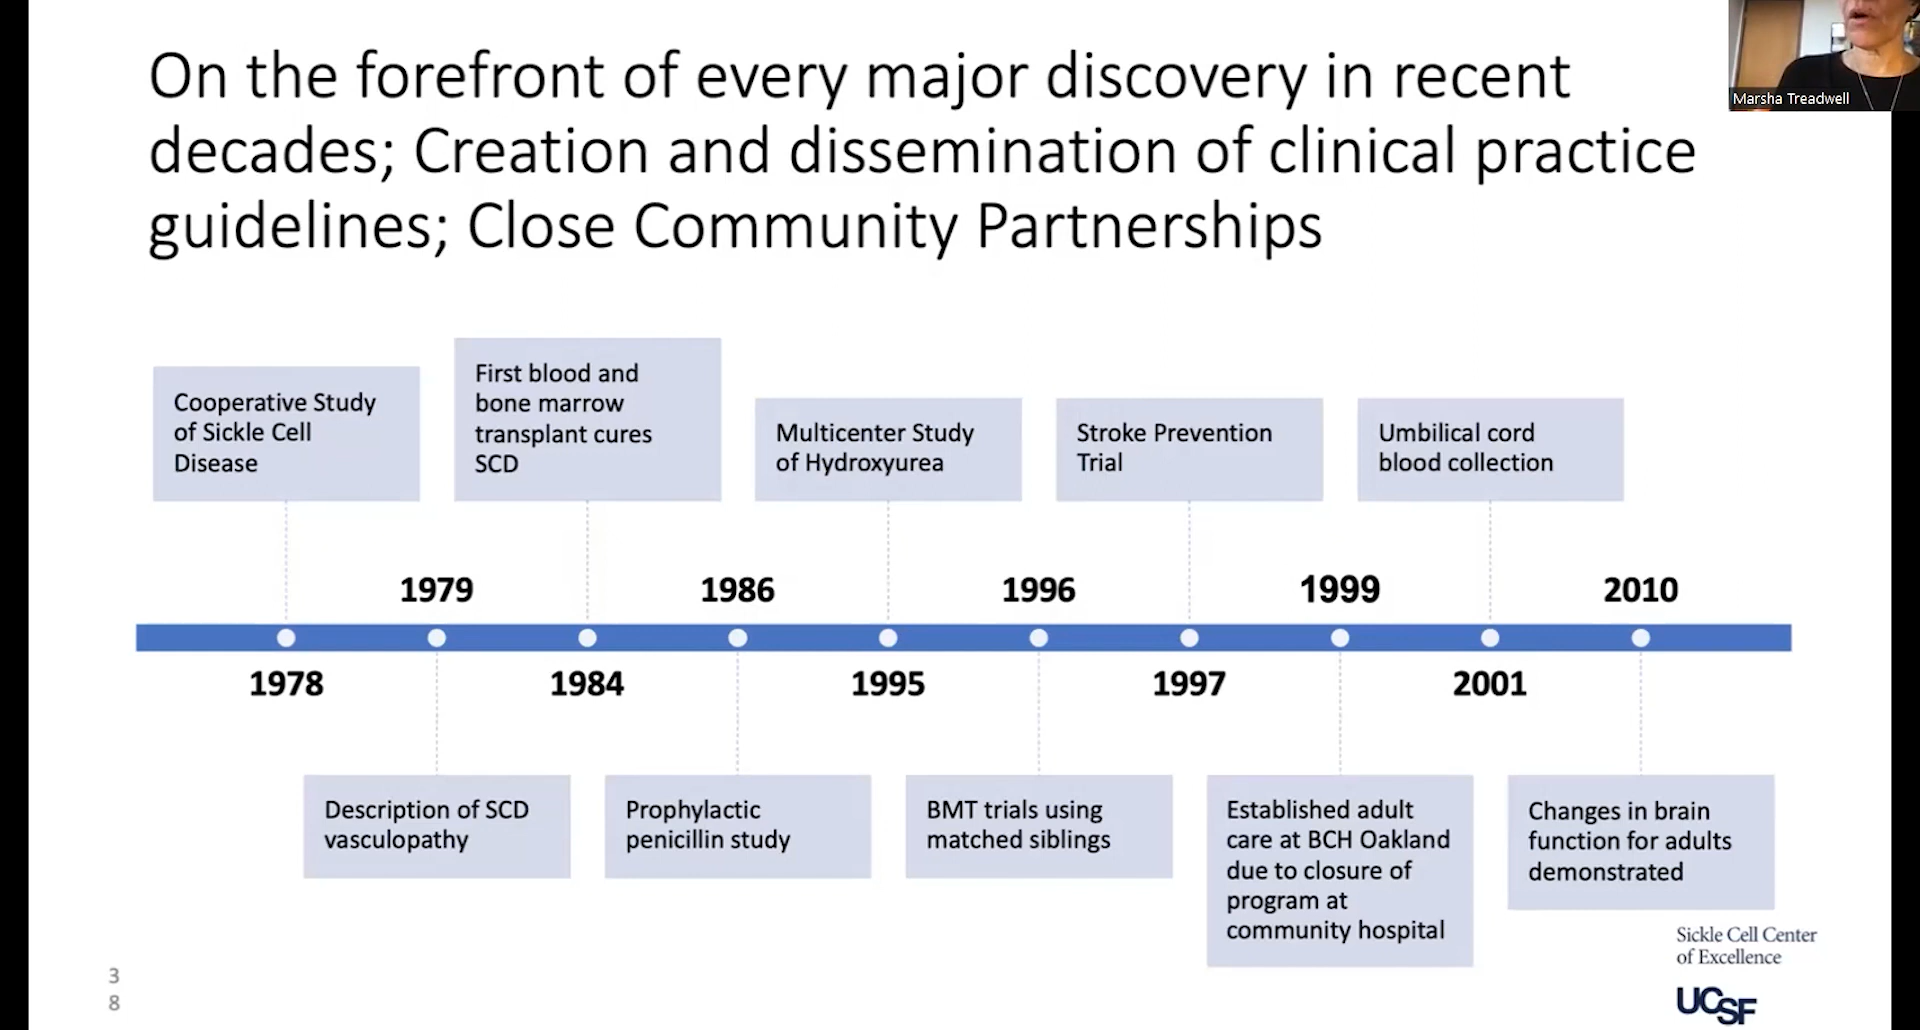 On the forefront of every major discovery in recent
decades; Creation and dissemination of clinical practice
guidelines; Close Community Partnerships
Marsha Treadwell
Cooperative Study
of Sickle Cell
Disease
First blood and
bone marrow
transplant cures
SCD
Multicenter Study
of Hydroxyurea
Stroke Prevention
Trial
Umbilical cord
blood collection
1979
1986
1996
1999
2010
1978
1984
1995
1997
2001
Description of SCD
vasculopathy
Prophylactic
penicillin study
BMT trials using
matched siblings
Established adult
care at BCH Oakland
due to closure of
program at
community hospital
Changes in brain
function for adults
demonstrated
Sickle Cell Center
of Excellence
UCSF
3
8